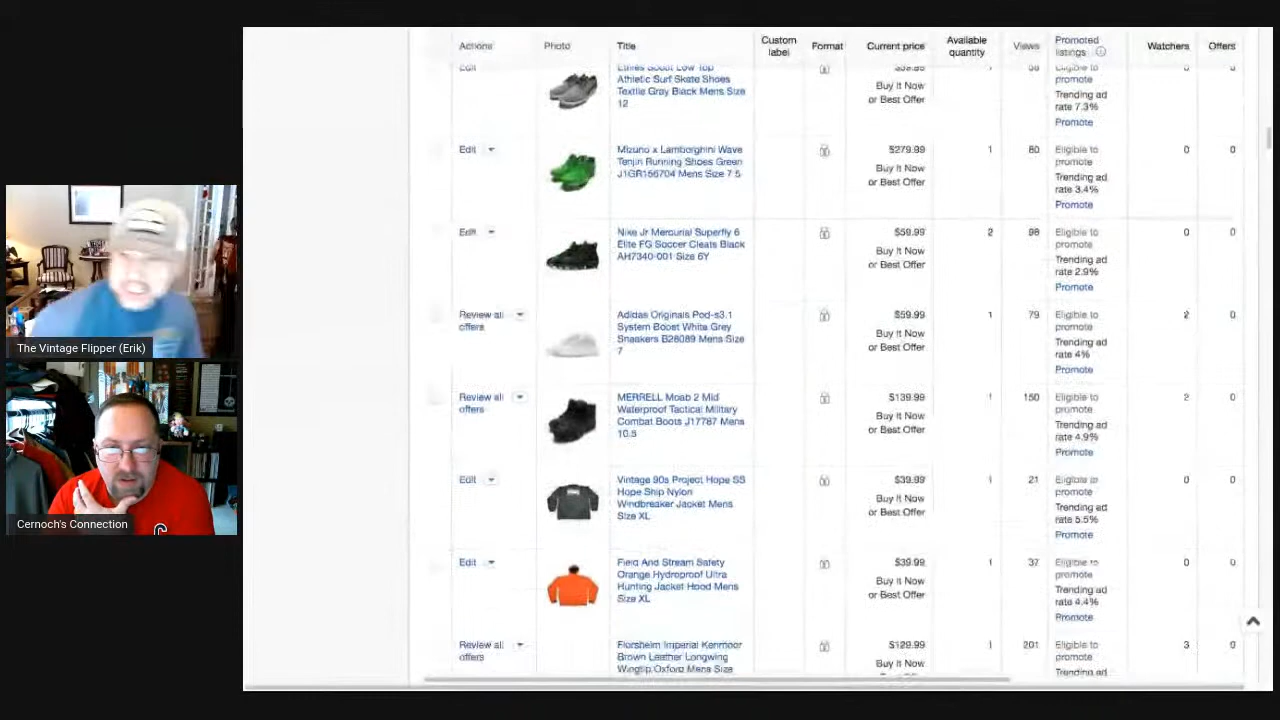 Actions Photo Title Custom label Format Current price Available quantity Views Promoted listings Watchers Offers
Edit
Ethies Scout Low Top
Athletic Surf Skate Shoes
Textile Gray Black Mens Size
12
$59.99
Buy It Now
or Best Offer
1
Eligible to
promote
Trending ad
rate 7.3%
Promote
Edit
Mizuno x Lamborghini Wave
Tenjin Running Shoes Green
J1GR156704 Mens Size 7 5
$279.99
Buy It Now
or Best Offer
1
80
Eligible to
promote
Trending ad
rate 3.4%
Promote
0
0
Edit
Nike Jr Mercurial Superfly 6
Elite FG Soccer Cleats Black
AH7340-001 Size 6Y
$59.99
Buy It Now
or Best Offer
2
98
Eligible to
promote
Trending ad
rate 2.9%
Promote
0
0
Review all
offers
Adidas Originals Pod-s3.1
System Boost White Grey
Sneakers B28089 Mens Size
7
$59.99
Buy It Now
or Best Offer
1
79
Eligible to
promote
Trending ad
rate 4%
Promote
2
0
Review all
offers
MERRELL Moab 2 Mid
Waterproof Tactical Military
Combat Boots J17787 Mens
10.5
$139.99
Buy It Now
or Best Offer
1
150
Eligible to
promote
Trending ad
rate 4.9%
Promote
2
0
Edit
Vintage 90s Project Hope SS
Hope Ship Nylon
Windbreaker Jacket Mens
Size XL
$39.99
Buy It Now
or Best Offer
1
21
Eligible to
promote
Trending ad
rate 5.5%
Promote
0
0
Edit
Field And Stream Safety
Orange Hydroproof Ultra
Hunting Jacket Hood Mens
Size XL
$39.99
Buy It Now
or Best Offer
1
37
Eligible to
promote
Trending ad
rate 4.4%
Promote
0
0
Review all
offers
Florsheim Imperial Kenmoor
Brown Leather Longwing
Wingtip Oxford Mens Size
$129.99
Buy It Now
1
201
Eligible to
promote
Trending ad
3
0
The Vintage Flipper (Erik)
Cernoch's Connection